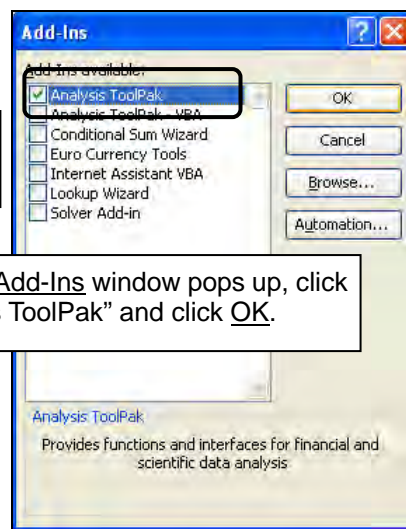 Add-Ins
Add-Ins available:
Analysis ToolPak
Analysis ToolPak - VBA
Conditional Sum Wizard
Euro Currency Tools
Internet Assistant VBA
Lookup Wizard
Solver Add-in
OK
Cancel
Browse...
Automation...
Add-Ins window pops up, click
ToolPak” and click OK.
Analysis ToolPak
Provides functions and interfaces for financial and
scientific data analysis